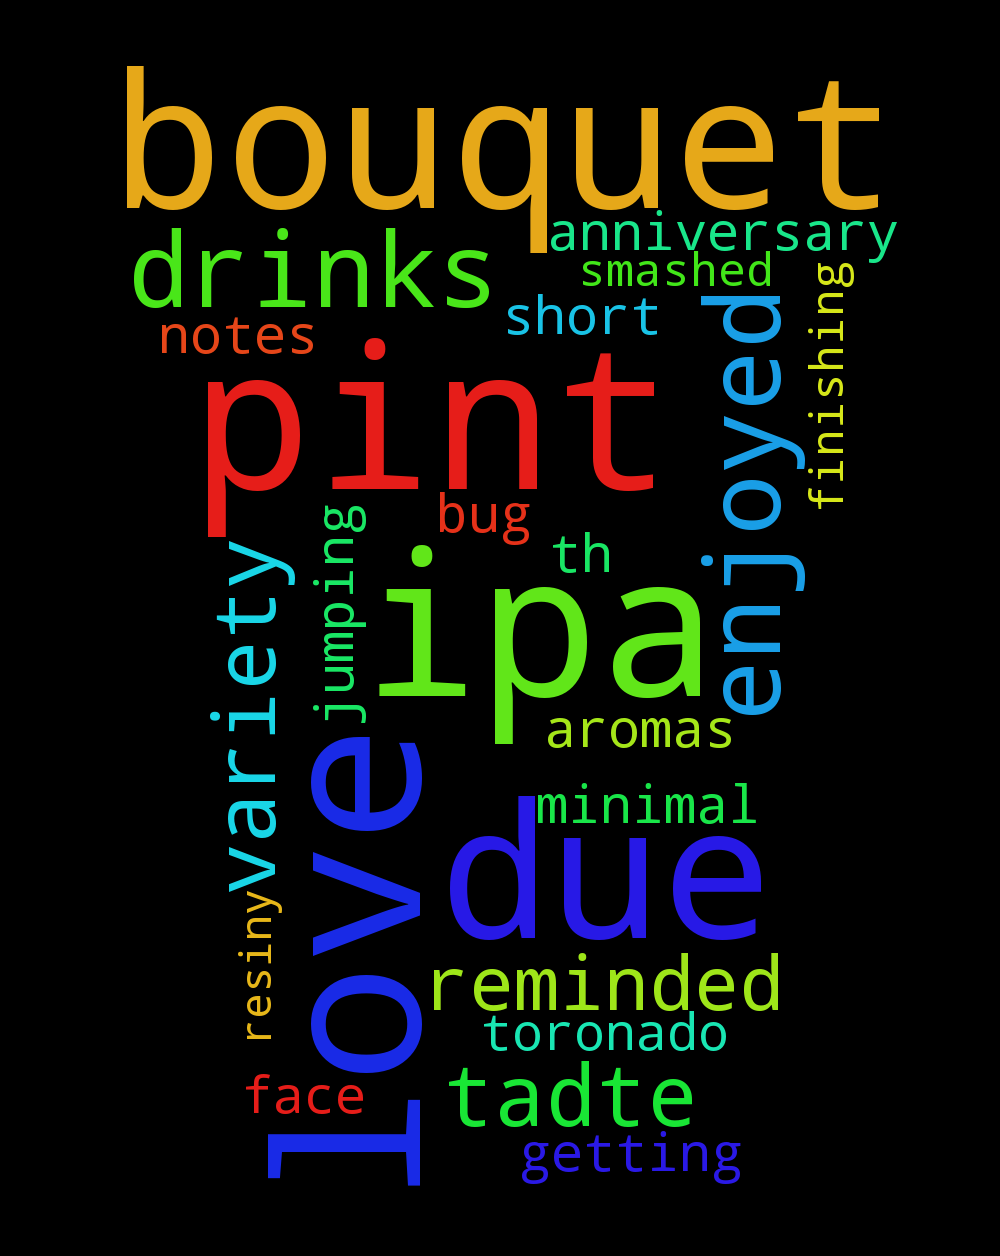 bouquet
anniversary
drinks
smashed
finishing
short
enjoyed
notes
pint
bug
jumping
th
variety
ipa
aromas
love
minimal
due
resiny
reminded
toronado
face
tadte
getting